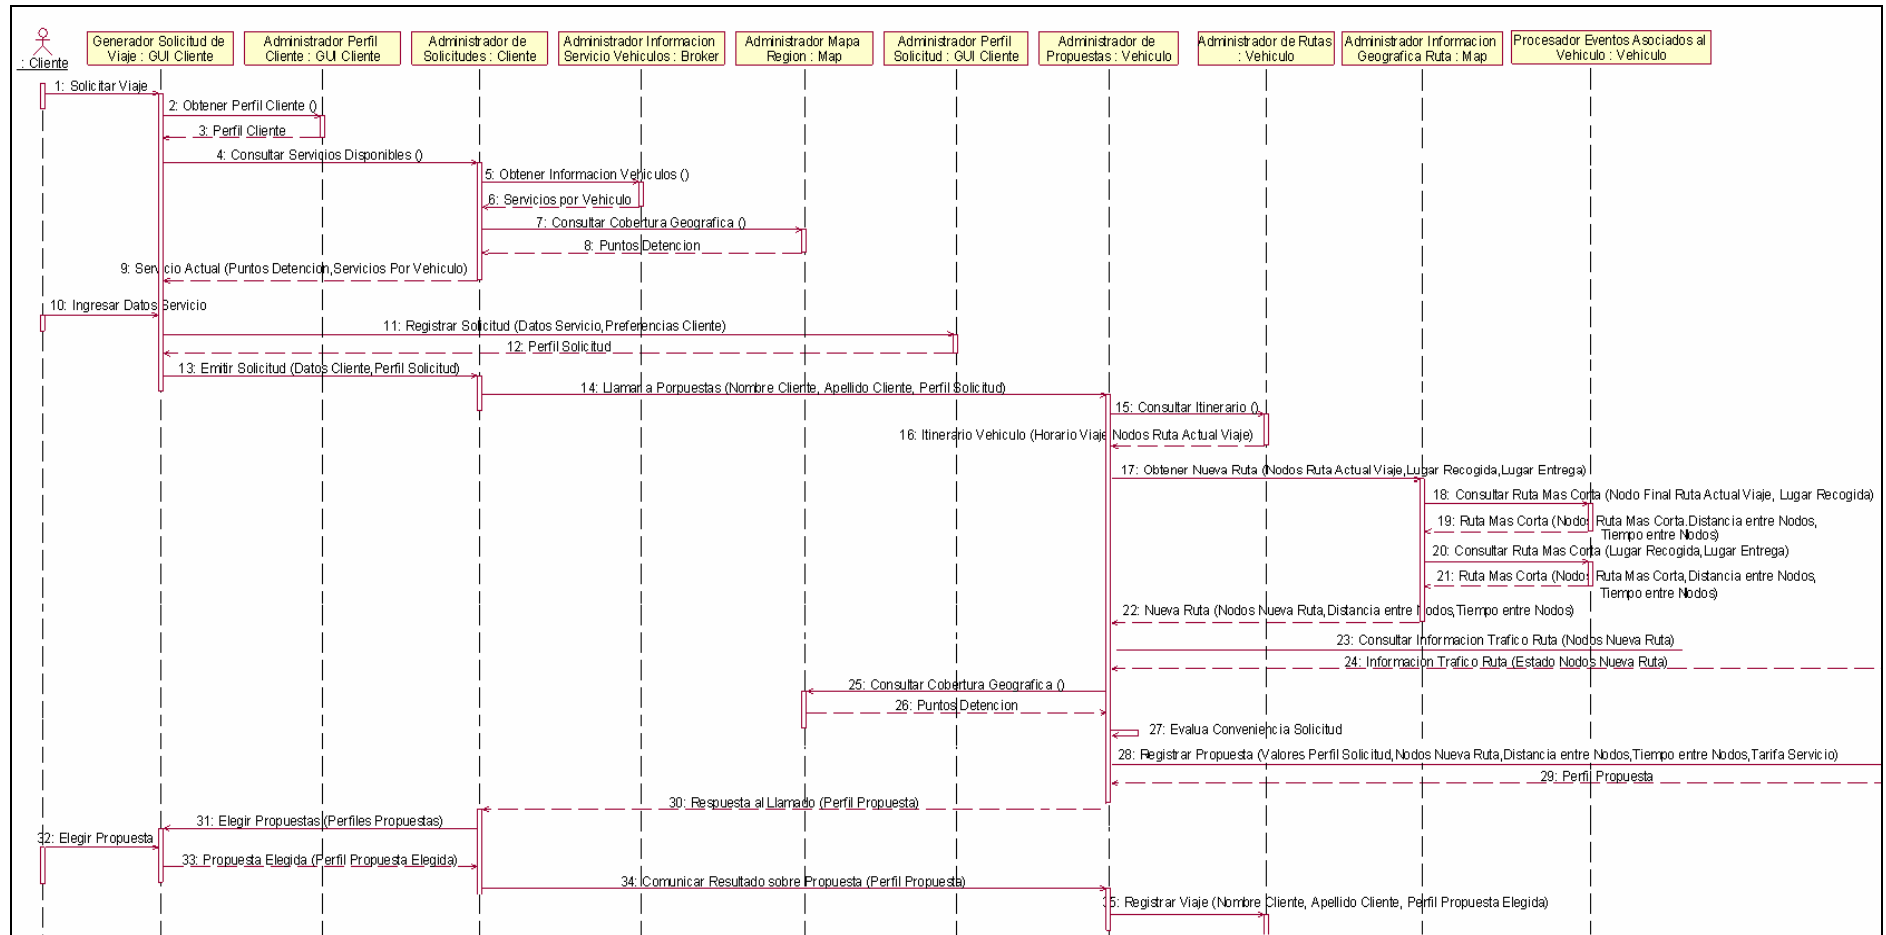 : Cliente
Generador Solicitud de
Viaje : GUI Cliente
Administrador Perfil
Cliente : GUI Cliente
Administrador de
Solicitudes : Cliente
Administrador Informacion
Servicio Vehiculos : Broker
Administrador Mapa
Region : Map
Administrador Perfil
Solicitud : GUI Cliente
Administrador de
Propuestas : Vehiculo
Administrador de Rutas
: Vehiculo
Administrador Informacion
Geografica Ruta : Map
Procesador Eventos Asociados al
Vehiculo : Vehiculo
1: Solicitar Viaje
2: Obtener Perfil Cliente ()
3: Perfil Cliente
4: Consultar Servicios Disponibles ()
5: Obtener Informacion Vehiculos ()
6: Servicios por Vehiculo
7: Consultar Cobertura Geografica ()
8: Puntos Detencion
9: Servicio Actual (Puntos Detencion,Servicios Por Vehiculo)
10: Ingresar Datos Servicio
11: Registrar Solicitud (Datos Servicio,Preferencias Cliente)
12: Perfil Solicitud
13: Emitir Solicitud (Datos Cliente,Perfil Solicitud)
14: Llamar a Porpuestas (Nombre Cliente, Apellido Cliente, Perfil Solicitud)
15: Consultar Itinerario ()
16: Itinerario Vehiculo (Horario Viaje,Nodos Ruta Actual Viaje)
17: Obtener Nueva Ruta (Nodos Ruta Actual Viaje,Lugar Recogida,Lugar Entrega)
18: Consultar Ruta Mas Corta (Nodo Final Ruta Actual Viaje, Lugar Recogida)
19: Ruta Mas Corta (Nodos Ruta Mas Corta,Distancia entre Nodos,
Tiempo entre Nodos)
20: Consultar Ruta Mas Corta (Lugar Recogida,Lugar Entrega)
21: Ruta Mas Corta (Nodos Ruta Mas Corta,Distancia entre Nodos,
Tiempo entre Nodos)
22: Nueva Ruta (Nodos Nueva Ruta,Distancia entre Nodos,Tiempo entre Nodos)
23: Consultar Informacion Trafico Ruta (Nodos Nueva Ruta)
24: Informacion Trafico Ruta (Estado Nodos Nueva Ruta)
25: Consultar Cobertura Geografica ()
26: Puntos Detencion
27: Evalua Conveniencia Solicitud
28: Registrar Propuesta (Valores Perfil Solicitud,Nodos Nueva Ruta,Distancia entre Nodos,Tiempo entre Nodos,Tarifa Servicio)
29: Perfil Propuesta
30: Respuesta al Llamado (Perfil Propuesta)
31: Elegir Propuestas (Perfiles Propuestas)
32: Elegir Propuesta
33: Propuesta Elegida (Perfil Propuesta Elegida)
34: Comunicar Resultado sobre Propuesta (Perfil Propuesta)
35: Registrar Viaje (Nombre Cliente, Apellido Cliente, Perfil Propuesta Elegida)